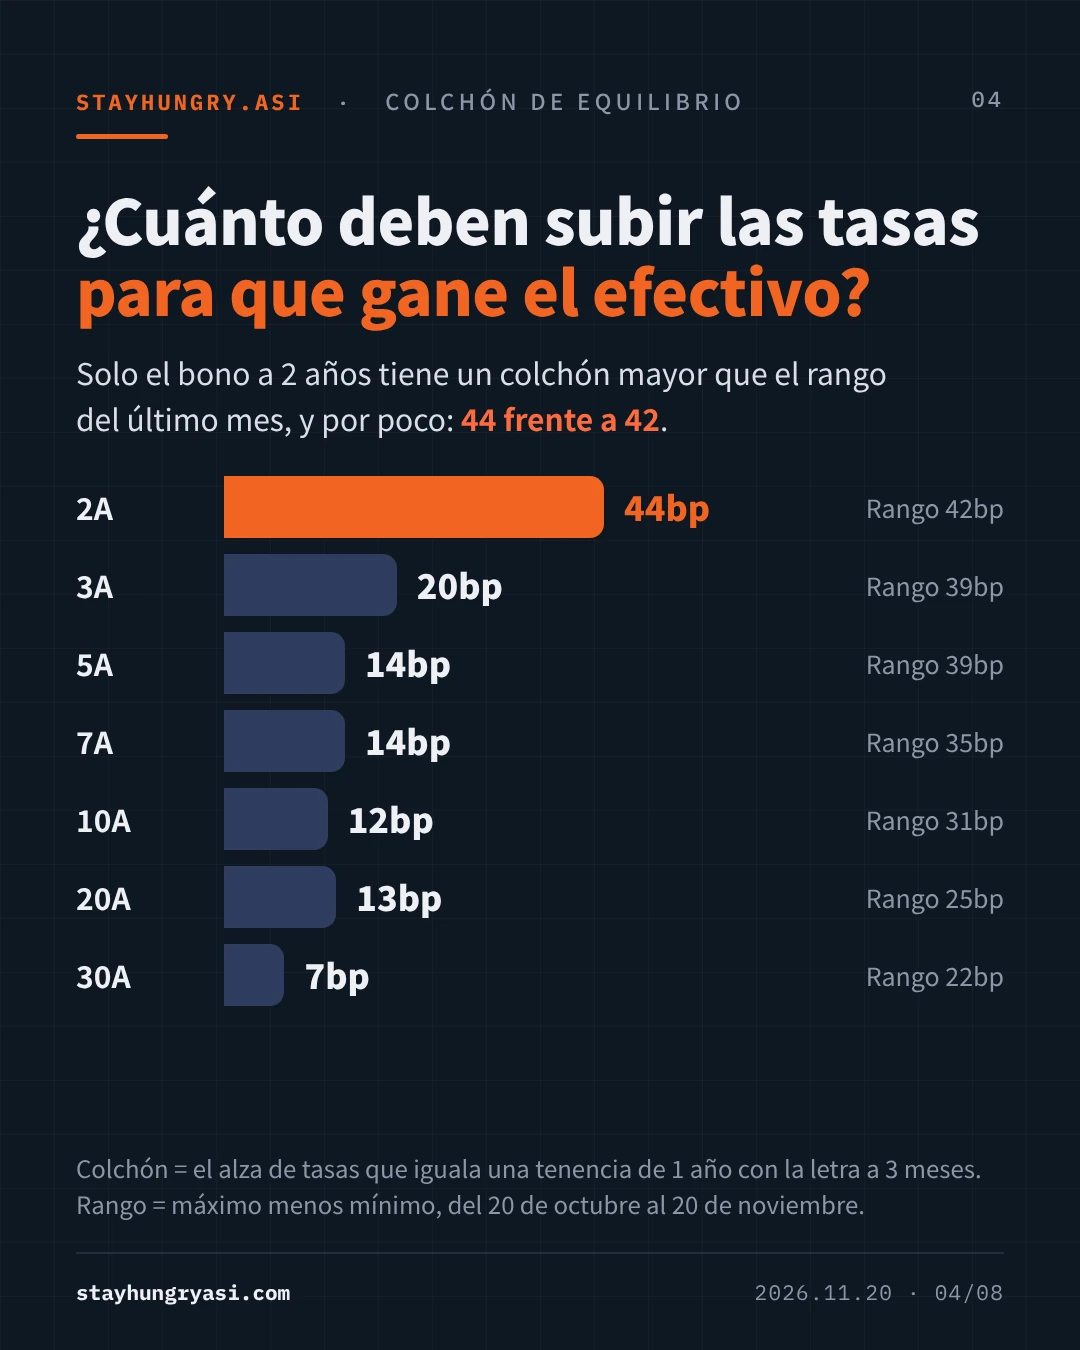 STAYHUNGRY.ASI · COLCHÓN DE EQUILIBRIO 04
¿Cuánto deben subir las tasas
para que gane el efectivo?
Solo el bono a 2 años tiene un colchón mayor que el rango
del último mes, y por poco: 44 frente a 42.
2A 44bp Rango 42bp
3A 20bp Rango 39bp
5A 14bp Rango 39bp
7A 14bp Rango 35bp
10A 12bp Rango 31bp
20A 13bp Rango 25bp
30A 7bp Rango 22bp
Colchón = el alza de tasas que iguala una tenencia de 1 año con la letra a 3 meses.
Rango = máximo menos mínimo, del 20 de octubre al 20 de noviembre.
stayhungryasi.com 2026.11.20 · 04/08